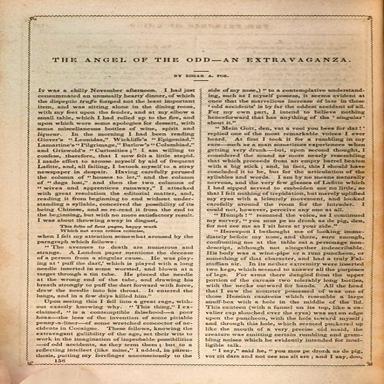 THE ANGEL OF THE ODD—AN EXTRAVAGANZA.
BY EDGAR A. POE.
It was a chilly November afternoon. I had just
consummated an unusually hearty dinner, of which
the dyspeptic truffe formed not the least important
item, and was sitting alone in the dining room,
with my feet upon the fender, and at my elbow a
small table, which I had rolled up to the fire, and
upon which were some apologies for dessert, with
some miscellaneous bottles of wine, spirit and
liqueur. In the morning I had been reading
Glover's "Leonidas," Wilkie's "Epigoniad,"
Lamartine's "Pilgrimage," Barlow's "Columbiad,"
and Griswold's "Curiosities;" I am willing to
confess, therefore, that I now felt a little stupid.
I made effort to arouse myself by aid of frequent
Lafitte, and, all failing, I betook myself to a stray
newspaper in despair. Having carefully perused
the column of "houses to let," and the column
of "dogs lost," and then the two columns of
"wives and apprentices runaway," I attacked
with great resolution the editorial matter, and,
reading it from beginning to end without under-
standing a syllable, conceived the possibility of its
being Chinese, and so re-read it from the end to
the beginning, but with no more satisfactory result.
I was about throwing away, in disgust,
This folio of four pages, happy work
Which not even critics criticise,
when I felt my attention somewhat aroused by the
paragraph which follows:
"The avenues to death are numerous and
strange. A London paper mentions the decease
of a person from a singular cause. He was play-
ing at 'puff the dart,' which is played with a long
needle inserted in some worsted, and blown at a
target through a tin tube. He placed the needle
at the wrong end of the tube, and drawing his
breath strongly to puff the dart forward with force,
drew the needle into his throat. It entered the
lungs, and in a few days killed him."
Upon seeing this I fell into a great rage, with-
out exactly knowing why. "This thing," I ex-
claimed, "is a contemptible falsehood—a poor
hoax—the lees of the invention of some pitiable
penny-a-liner—of some wretched concoctor of ac-
cidents in Cocaigne. These fellows, knowing the
extravagant gullibility of the age, set their wits to
work in the imagination of improbable possibilities
—of odd accidents, as they term them; but to a
reflecting intellect (like mine," I added, in paren-
thesis, putting my forefinger unconsciously to the
156
side of my nose,) "to a contemplative understand-
ing, such as I myself possess, it seems evident at
once that the marvelous increase of late in these
'odd accidents' is by far the oddest accident of all.
For my own part, I intend to believe nothing
henceforward that has anything of the 'singular'
about it."
"Mein Gott, den, vat a vool you bees for dat!"
replied one of the most remarkable voices I ever
heard. At first I took it for a rumbling in my
ears—such as a man sometimes experiences when
getting very drunk—but, upon second thought, I
considered the sound as more nearly resembling
that which proceeds from an empty barrel beaten
with a big stick; and, in fact, this I should have
concluded it to be, but for the articulation of the
syllables and words. I am by no means naturally
nervous, and the very few glasses of Lafitte which
I had sipped served to embolden me no little, so
that I felt nothing of trepidation, but merely uplifted
my eyes with a leisurely movement, and looked
carefully around the room for the intruder. I
could not, however, perceive any one at all.
"Humph!" resumed the voice, as I continued
my survey, "you mus pe so dronk as de pig, den,
for not zee me as I zit here at your zide."
Hereupon I bethought me of looking imme-
diately before my nose, and there, sure enough,
confronting me at the table sat a personage non-
descript, although not altogether indescribable.
His body was a wine-pipe or a rum puncheon, or
something of that character, and had a truly Fal-
staffian air. In its nether extremity were inserted
two kegs, which seemed to answer all the purposes
of legs. For arms there dangled from the upper
portion of the carcass two tolerably long bottles,
with the necks outward for hands. All the head
that I saw the monster possessed of was one of
those Hessian canteens which resemble a large
snuff-box with a hole in the middle of the lid.
This canteen (with a funnel on its top, like a cava-
lier cap slouched over the eyes) was set on edge
upon the puncheon, with the hole toward myself;
and through this hole, which seemed puckered up
like the mouth of a very precise old maid, the
creature was emitting certain rumbling and grum-
bling noises which he evidently intended for intel-
ligible talk.
"I zay," said he, "you mos pe dronk as de pig,
vor zit dare and not zee me zit ere; and I zay, doo,